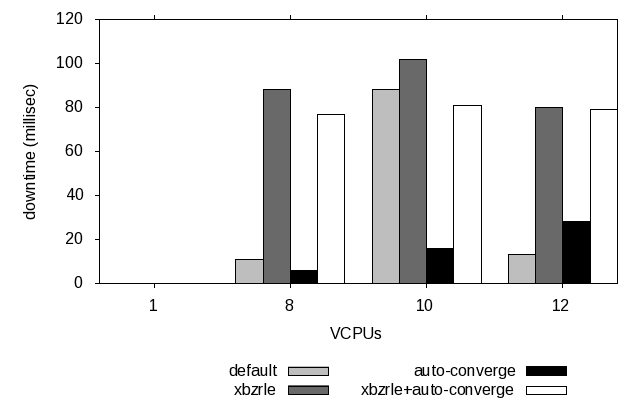 120
100
80
60
40
20
0
downtime (millisec)
1 8 10 12
VCPUs
default auto-converge
xbzrle xbzrle+auto-converge